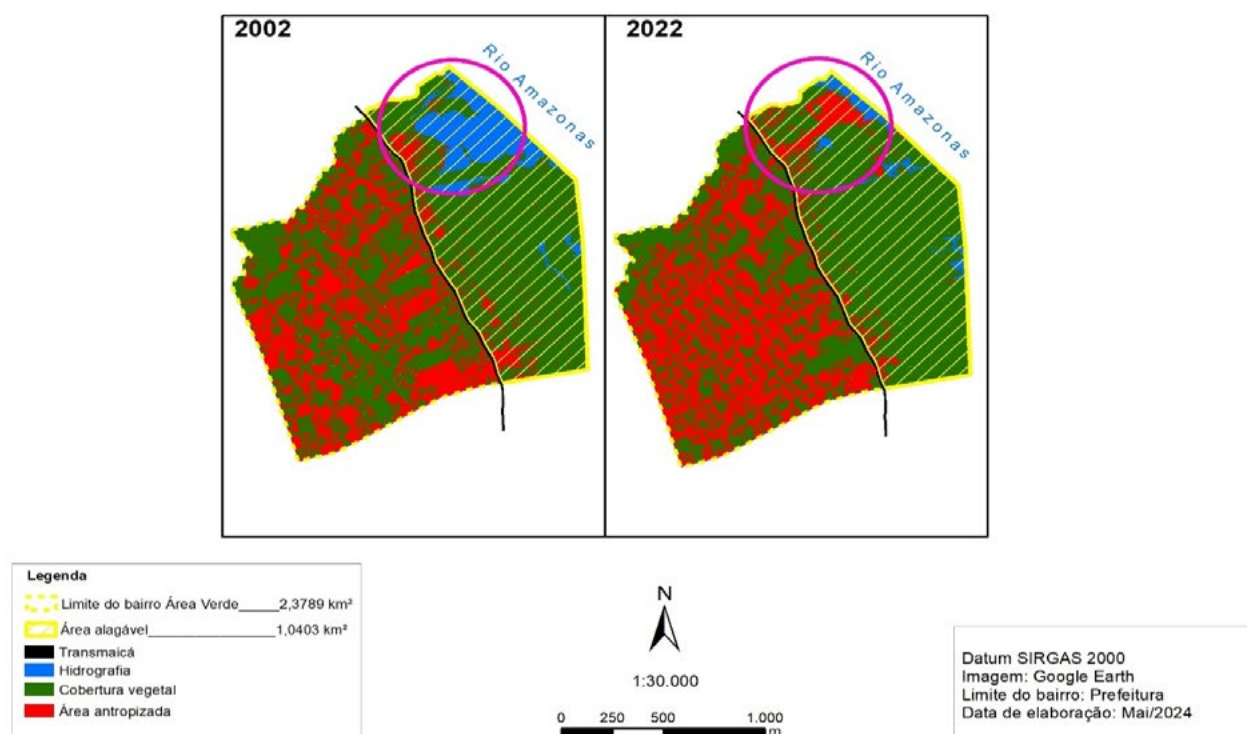 2002
2022
Rio Amazonas
Rio Amazonas
Legenda
Limite do bairro Área Verde_____2,3789 km²
Área alagável________________1,0403 km²
Transmaicá
Hidrografia
Cobertura vegetal
Área antropizada
N
1:30.000
0 250 500 1.000
m
Datum SIRGAS 2000
Imagem: Google Earth
Limite do bairro: Prefeitura
Data de elaboração: Mai/2024